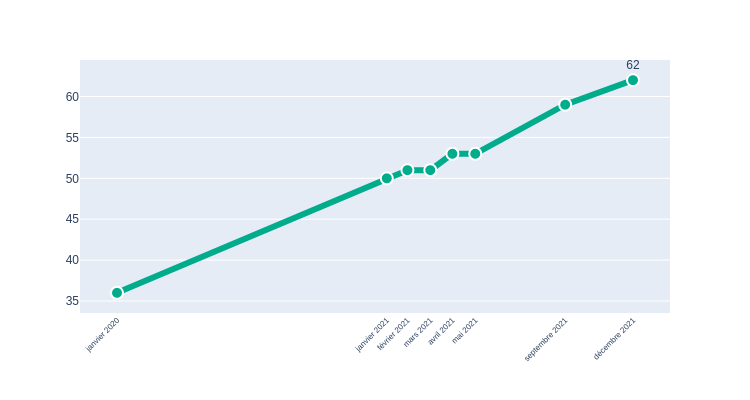 62
60
55
50
45
40
35
janvier 2020
janvier 2021
février 2021
mars 2021
avril 2021
mai 2021
septembre 2021
décembre 2021